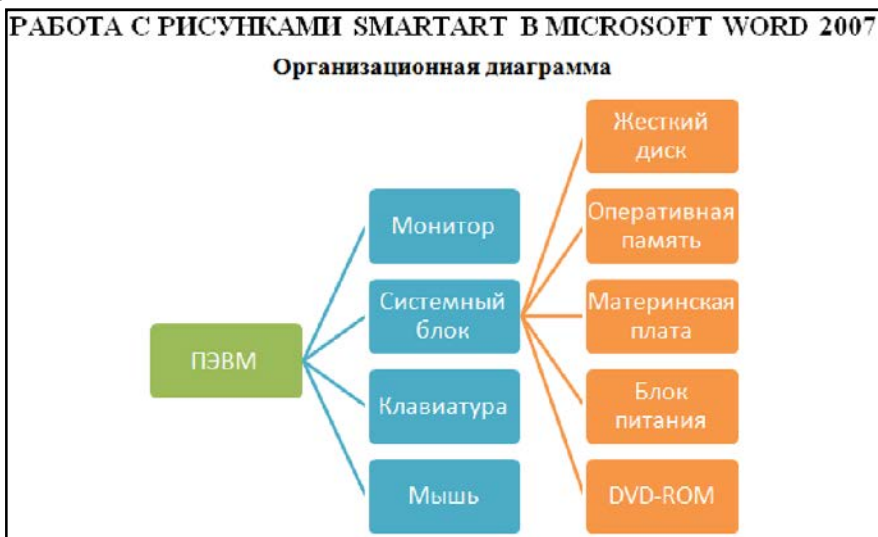 РАБОТА С РИСУНКАМИ SMARTART В MICROSOFT WORD 2007
Организационная диаграмма
ПЭВМ
Монитор
Системный
блок
Клавиатура
Мышь
Жесткий
диск
Оперативная
память
Материнская
плата
Блок
питания
DVD-ROM